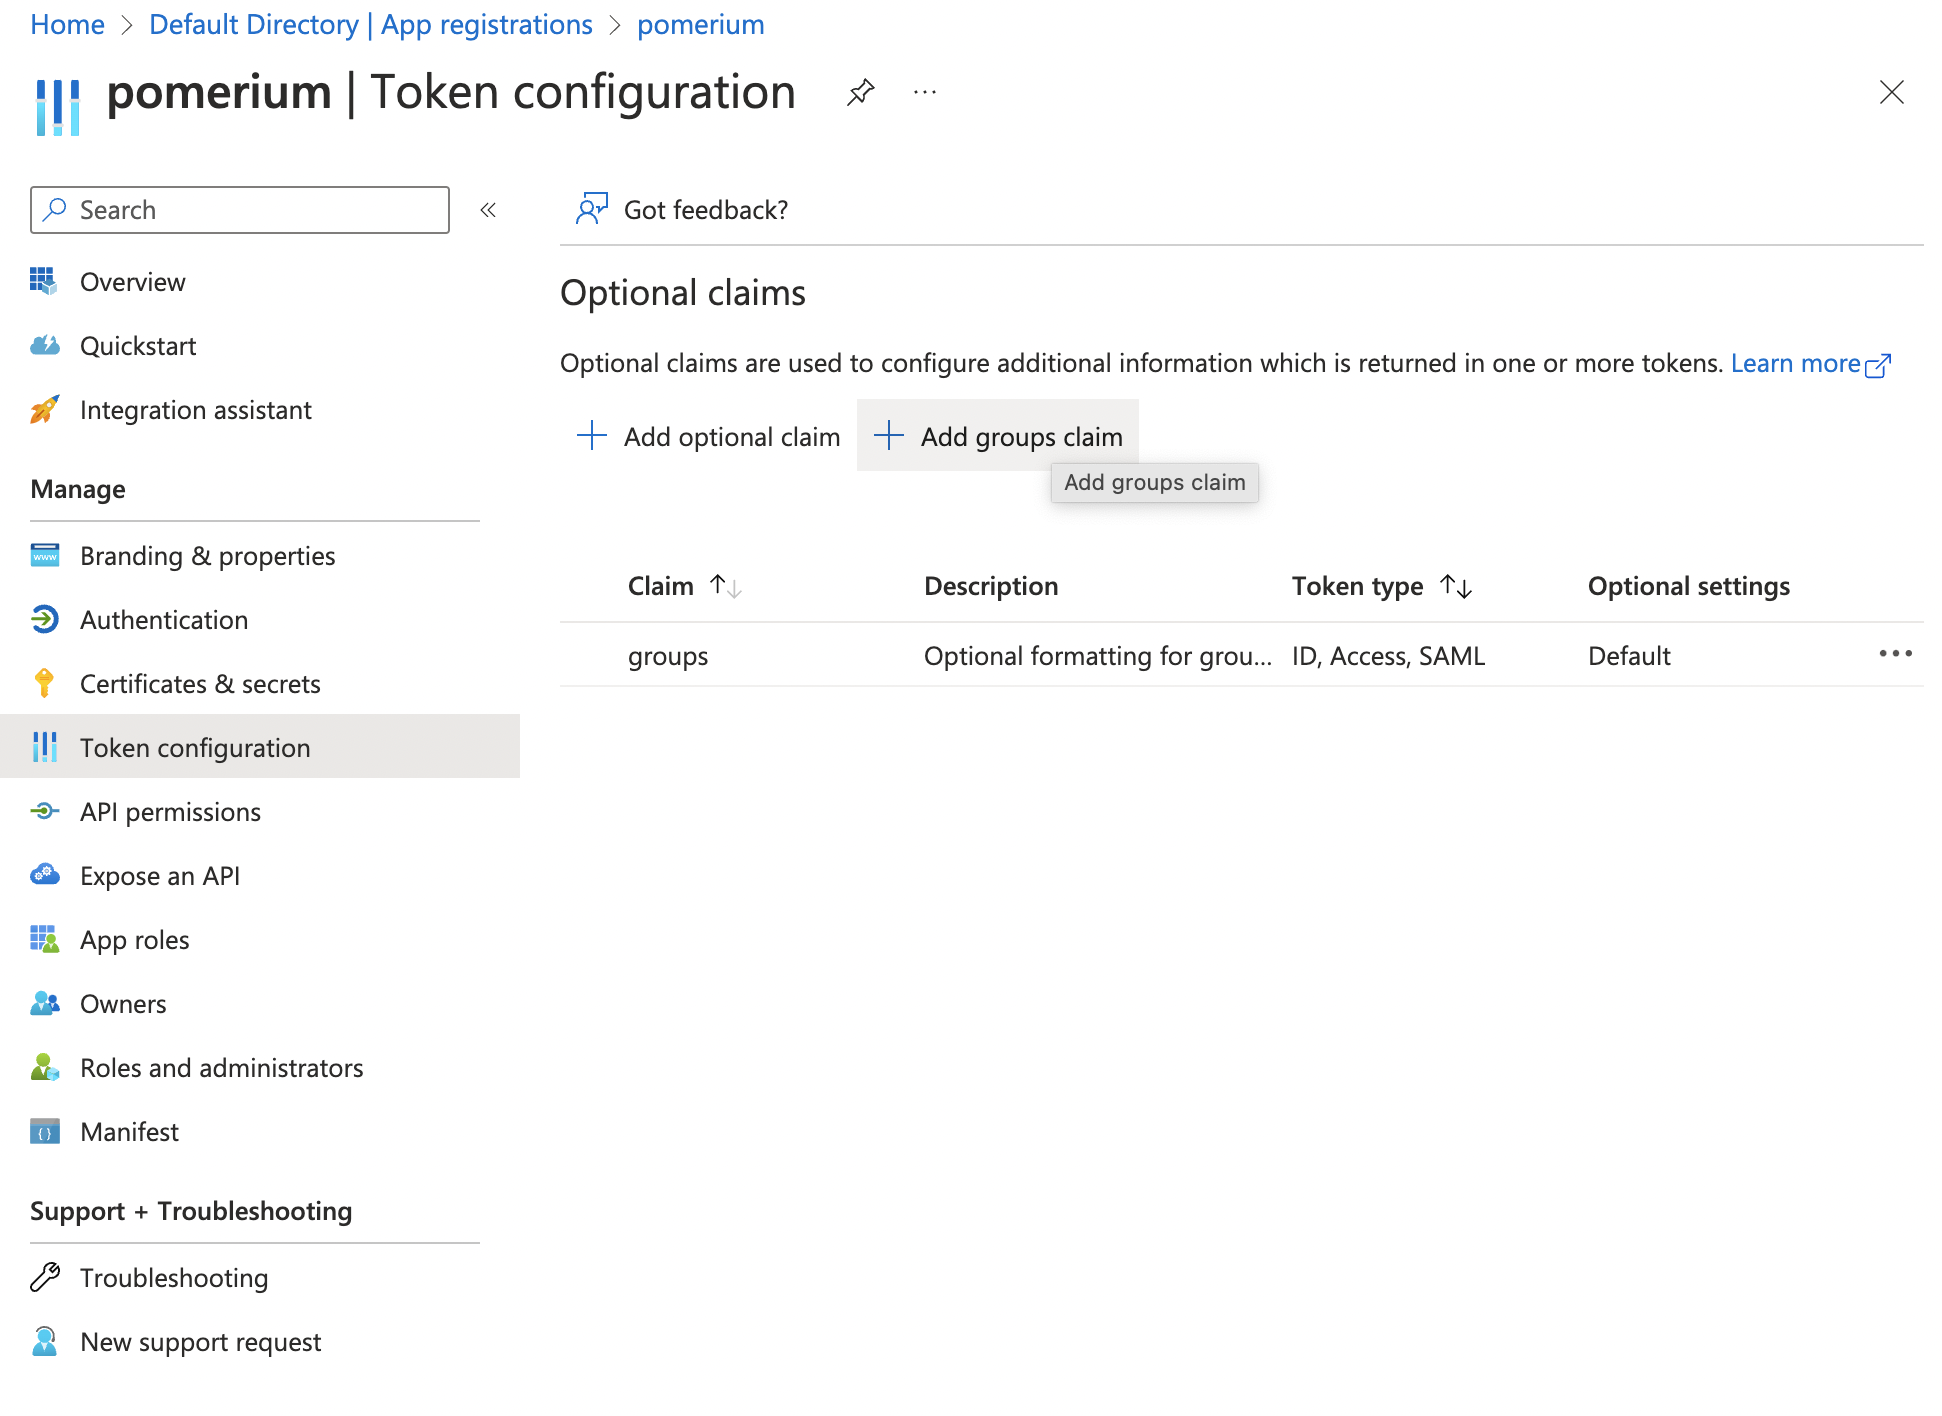 Home > Default Directory | App registrations > pomerium
pomerium | Token configuration
Search
Got feedback?
Overview
Quickstart
Integration assistant
Manage
Branding & properties
Authentication
Certificates & secrets
Token configuration
API permissions
Expose an API
App roles
Owners
Roles and administrators
Manifest
Support + Troubleshooting
Troubleshooting
New support request
Optional claims
Optional claims are used to configure additional information which is returned in one or more tokens. Learn more
Add optional claim
Add groups claim
Add groups claim
Claim Description Token type Optional settings
groups Optional formatting for grou... ID, Access, SAML Default